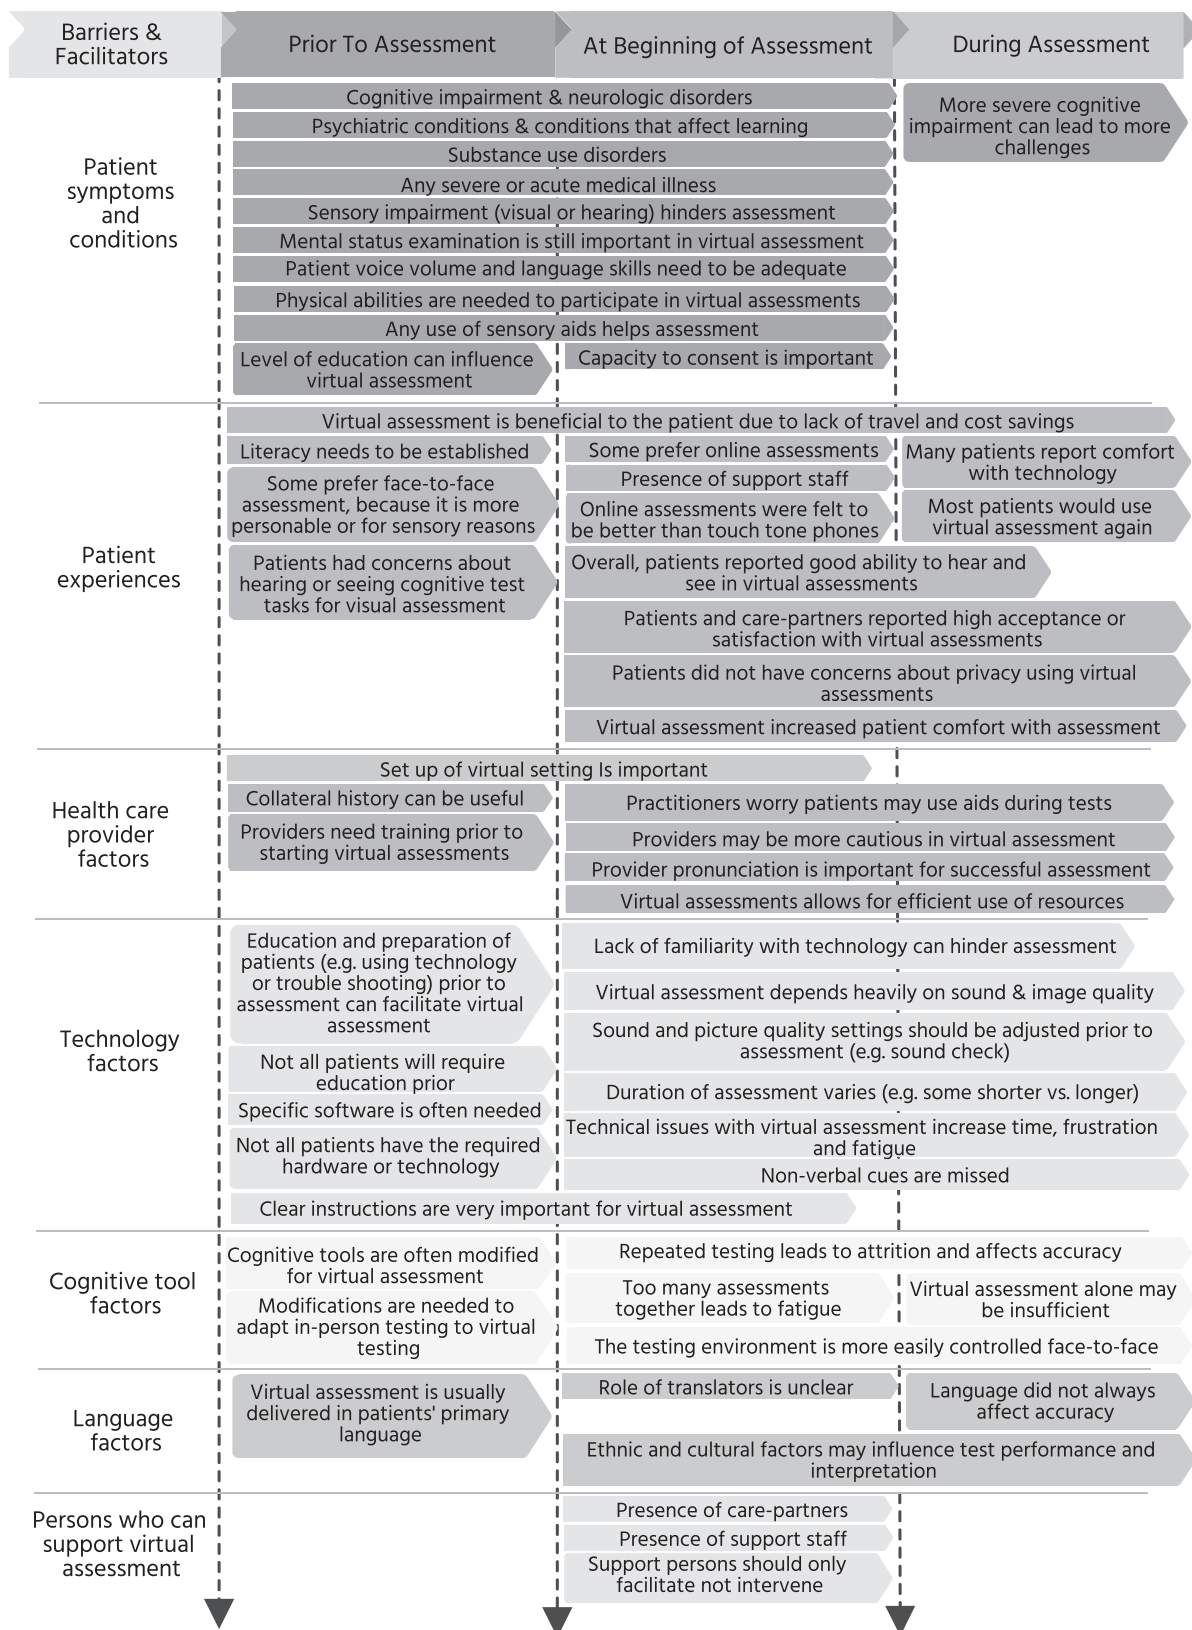 Barriers &
Facilitators
Prior To Assessment
At Beginning of Assessment
During Assessment
Patient
symptoms
and
conditions
Cognitive impairment & neurologic disorders
Psychiatric conditions & conditions that affect learning
Substance use disorders
Any severe or acute medical illness
Sensory impairment (visual or hearing) hinders assessment
Mental status examination is still important in virtual assessment
Patient voice volume and language skills need to be adequate
Physical abilities are needed to participate in virtual assessments
Any use of sensory aids helps assessment
Level of education can influence
virtual assessment
Capacity to consent is important
More severe cognitive
impairment can lead to more
challenges
Patient
experiences
Virtual assessment is beneficial to the patient due to lack of travel and cost savings
Literacy needs to be established
Some prefer face-to-face
assessment, because it is more
personable or for sensory reasons
Patients had concerns about
hearing or seeing cognitive test
tasks for visual assessment
Some prefer online assessments
Presence of support staff
Online assessments were felt to
be better than touch tone phones
Many patients report comfort
with technology
Most patients would use
virtual assessment again
Overall, patients reported good ability to hear and
see in virtual assessments
Patients and care-partners reported high acceptance or
satisfaction with virtual assessments
Patients did not have concerns about privacy using virtual
assessments
Virtual assessment increased patient comfort with assessment
Health care
provider
factors
Set up of virtual setting Is important
Collateral history can be useful
Providers need training prior to
starting virtual assessments
Practitioners worry patients may use aids during tests
Providers may be more cautious in virtual assessment
Provider pronunciation is important for successful assessment
Virtual assessments allows for efficient use of resources
Technology
factors
Education and preparation of
patients (e.g. using technology
or trouble shooting) prior to
assessment can facilitate virtual
assessment
Not all patients will require
education prior
Specific software is often needed
Not all patients have the required
hardware or technology
Lack of familiarity with technology can hinder assessment
Virtual assessment depends heavily on sound & image quality
Sound and picture quality settings should be adjusted prior to
assessment (e.g. sound check)
Duration of assessment varies (e.g. some shorter vs. longer)
Technical issues with virtual assessment increase time, frustration
and fatigue
Non-verbal cues are missed
Clear instructions are very important for virtual assessment
Cognitive tool
factors
Cognitive tools are often modified
for virtual assessment
Modifications are needed to
adapt in-person testing to virtual
testing
Repeated testing leads to attrition and affects accuracy
Too many assessments
together leads to fatigue
Virtual assessment alone may
be insufficient
The testing environment is more easily controlled face-to-face
Language
factors
Virtual assessment is usually
delivered in patients' primary
language
Role of translators is unclear
Language did not always
affect accuracy
Ethnic and cultural factors may influence test performance and
interpretation
Persons who can
support virtual
assessment
Presence of care-partners
Presence of support staff
Support persons should only
facilitate not intervene